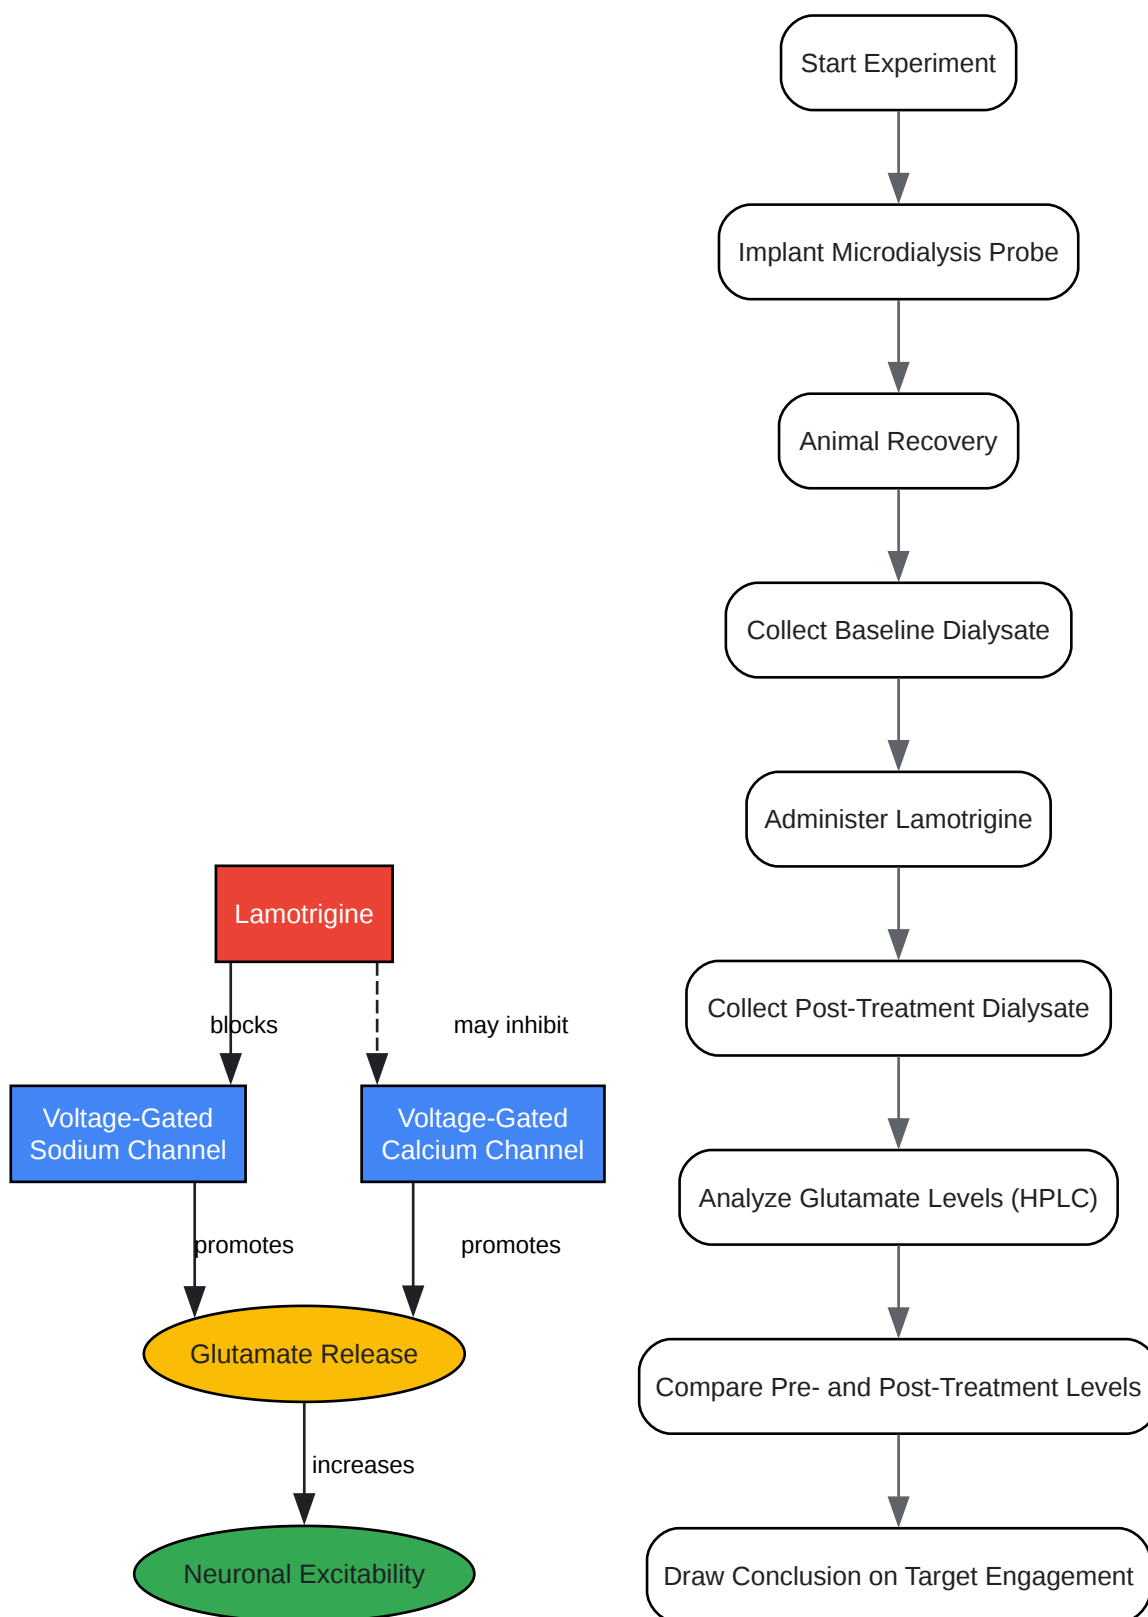 Lamotrigine
blocks
may inhibit
Voltage-Gated
Sodium Channel
Voltage-Gated
Calcium Channel
promotes
promotes
Glutamate Release
increases
Neuronal Excitability
Start Experiment
Implant Microdialysis Probe
Animal Recovery
Collect Baseline Dialysate
Administer Lamotrigine
Collect Post-Treatment Dialysate
Analyze Glutamate Levels (HPLC)
Compare Pre- and Post-Treatment Levels
Draw Conclusion on Target Engagement